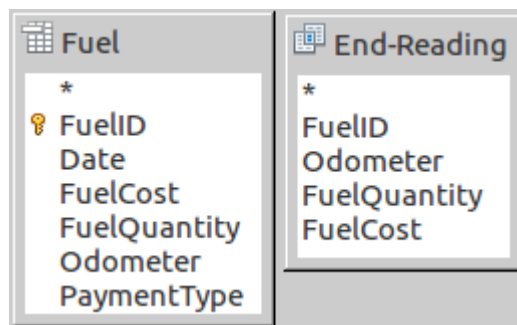 Fuel
*
FuelID
Date
FuelCost
FuelQuantity
Odometer
PaymentType
End-Reading
*
FuelID
Odometer
FuelQuantity
FuelCost